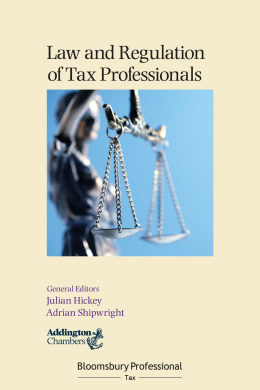 Law and Regulation
of Tax Professionals
General Editors
Julian Hickey
Adrian Shipwright
Addington
Chambers
Bloomsbury Professional
Tax